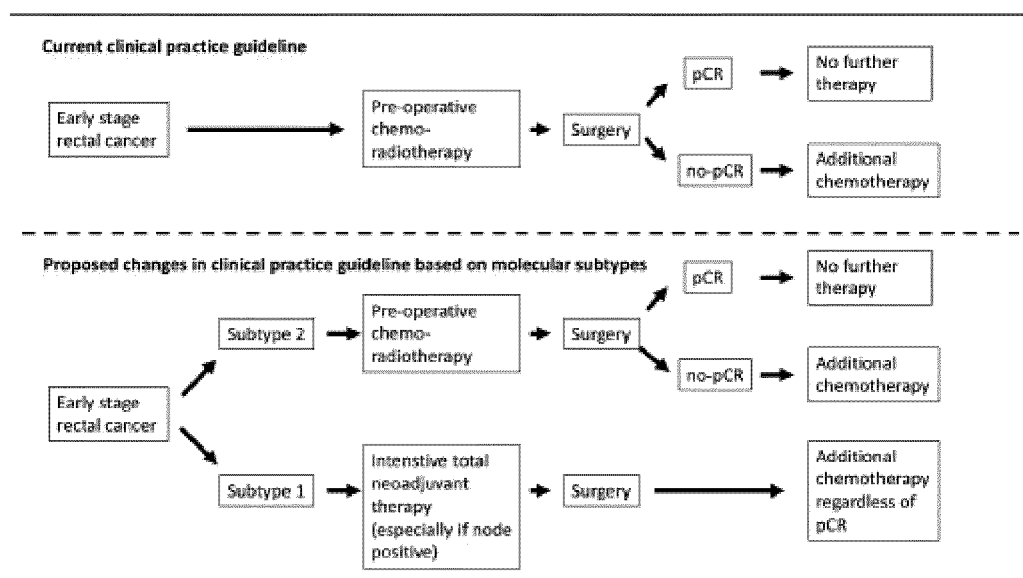 Current clinical practice guideline
Early stage
rectal cancer
Pre-operative
chemo-
radiotherapy
Surgery
pCR
No further
therapy
no-pCR
Additional
chemotherapy
Proposed changes in clinical practice guideline based on molecular subtypes
Early stage
rectal cancer
Subtype 2
Pre-operative
chemo-
radiotherapy
Surgery
pCR
No further
therapy
no-pCR
Additional
chemotherapy
Subtype 1
Intenstive total
neoadjuvant
therapy
(especially if node
positive)
Surgery
Additional
chemotherapy
regardless of
pCR